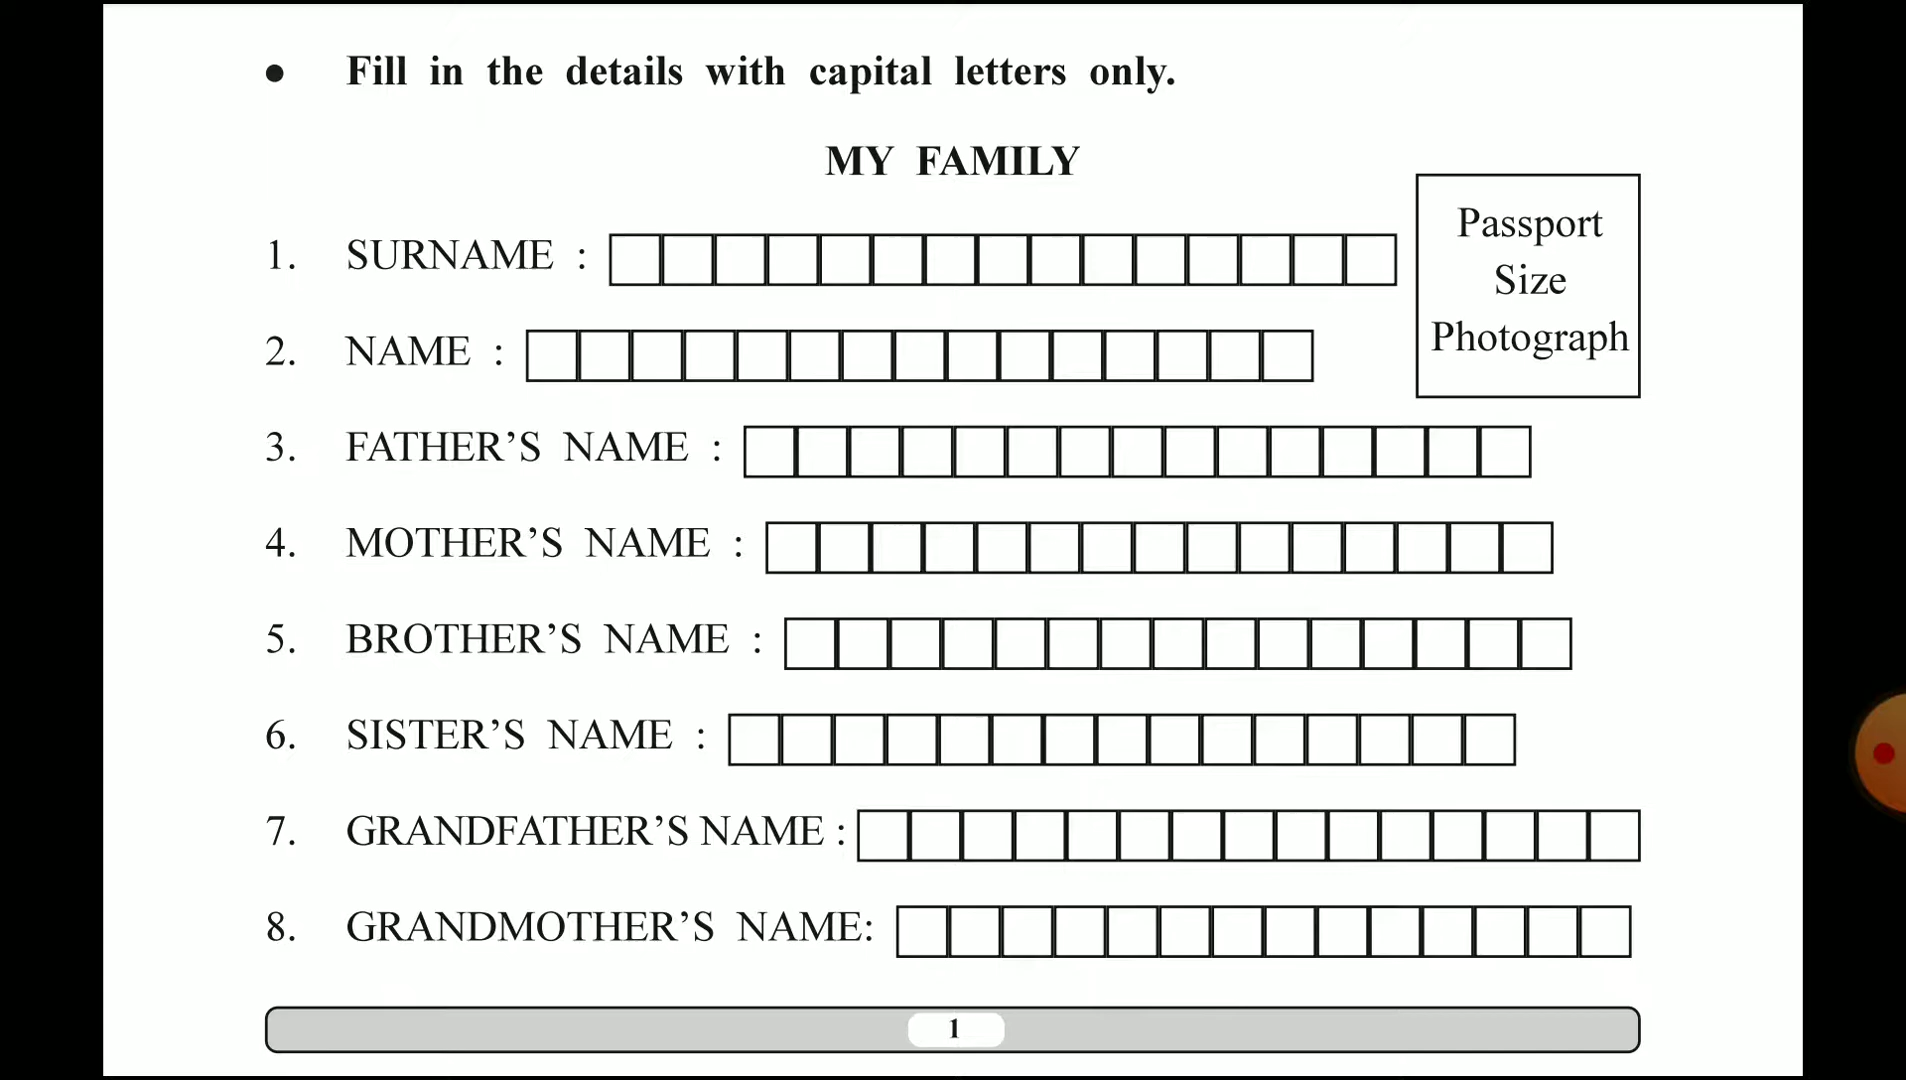 • Fill in the details with capital letters only.
MY FAMILY
Passport
Size
Photograph
1. SURNAME :
2. NAME :
3. FATHER’S NAME :
4. MOTHER’S NAME :
5. BROTHER’S NAME :
6. SISTER’S NAME :
7. GRANDFATHER’S NAME :
8. GRANDMOTHER’S NAME:
1